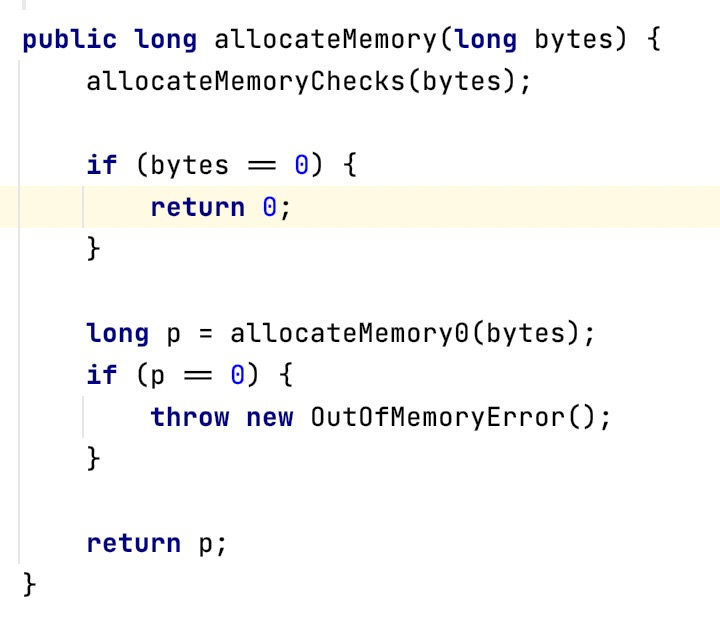 public long allocateMemory(long bytes) {
    allocateMemoryChecks(bytes);
    if (bytes == 0) {
        return 0;
    }
    long p = allocateMemory0(bytes);
    if (p == 0) {
        throw new OutOfMemoryError();
    }
    return p;
}